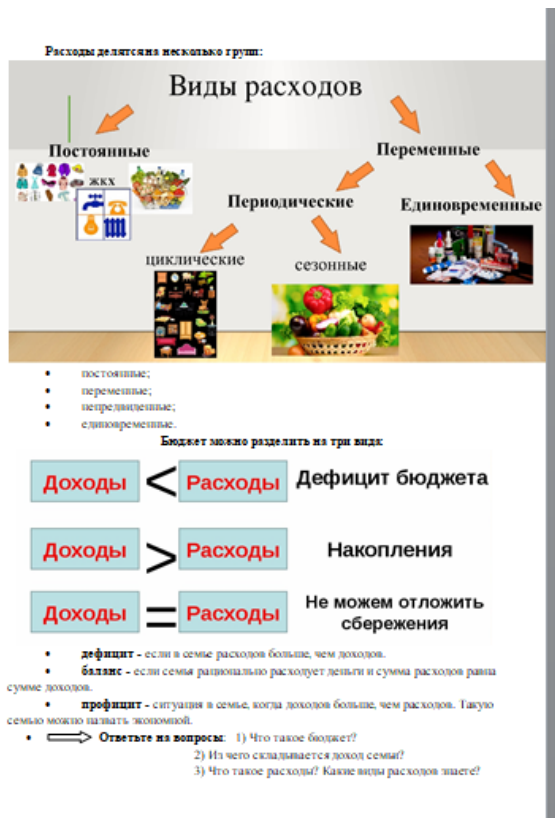 Расходы делятся на несколько групп:
Виды расходов
Постоянные
Переменные
ЖКХ
Периодические
Единовременные
циклические
сезонные
• постоянные;
• переменные;
• непредвиденные;
• единовременные.
Бюджет можно разделить на три вида:
Доходы < Расходы Дефицит бюджета
Доходы > Расходы Накопления
Доходы = Расходы Не можем отложить
сбережения
• дефицит - если в семье расходов больше, чем доходов.
• баланс - если семья рационально расходует деньги и сумма расходов равна
сумме доходов.
• профицит - ситуация в семье, когда доходов больше, чем расходов. Такую
семью можно назвать экономной.
• Ответьте на вопросы: 1) Что такое бюджет?
2) Из чего складывается доход семьи?
3) Что такое расходы? Какие виды расходов знаете?